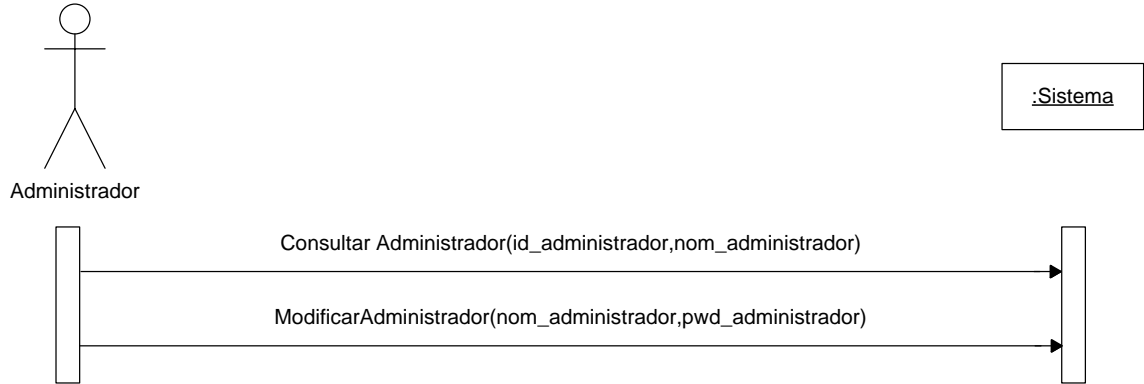 :Sistema
Administrador
Consultar Administrador(id_administrador,nom_administrador)
ModificarAdministrador(nom_administrador,pwd_administrador)